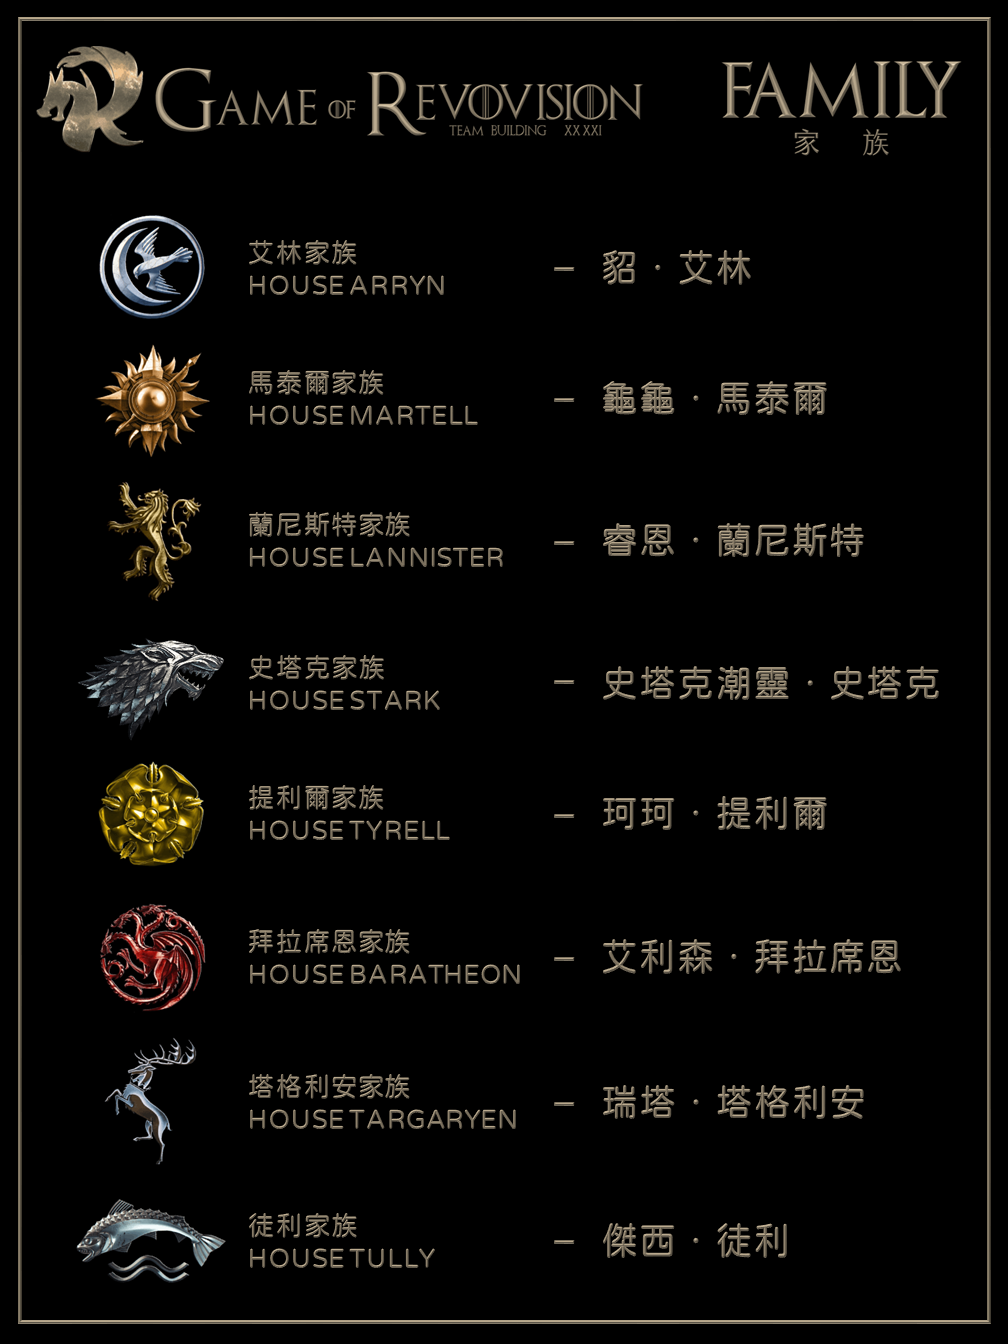 GAME OF REVOVISION
TEAM BUILDING XXXXI
FAMILY
家 族
艾林家族
HOUSE ARRYN
– 貂・艾林
馬泰爾家族
HOUSE MARTELL
– 龜龜・馬泰爾
蘭尼斯特家族
HOUSE LANNISTER
– 睿恩・蘭尼斯特
史塔克家族
HOUSE STARK
– 史塔克潮靈・史塔克
提利爾家族
HOUSE TYRELL
– 珂珂・提利爾
拜拉席恩家族
HOUSE BARATHEON
– 艾利森・拜拉席恩
塔格利安家族
HOUSE TARGARYEN
– 瑞塔・塔格利安
徒利家族
HOUSE TULLY
– 傑西・徒利